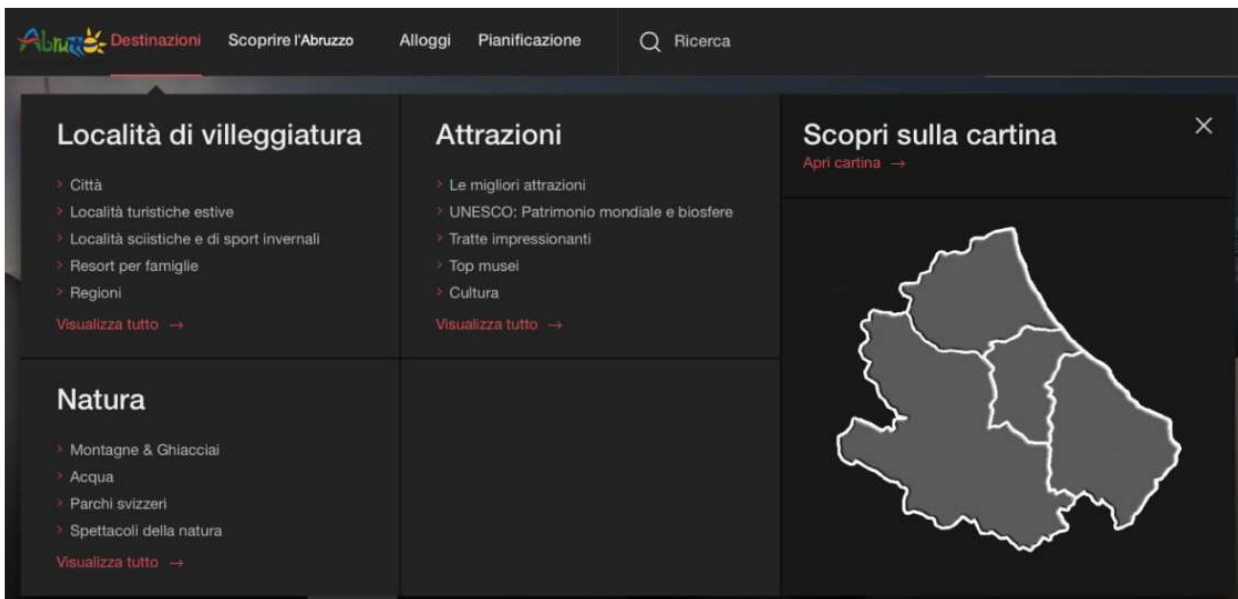 Abruzzo
Destinazioni
Scoprire l'Abruzzo
Alloggi
Pianificazione
Ricerca
Località di villeggiatura
Città
Località turistiche estive
Località sciistiche e di sport invernali
Resort per famiglie
Regioni
Visualizza tutto →
Attrazioni
Le migliori attrazioni
UNESCO: Patrimonio mondiale e biosfere
Tratte impressionanti
Top musei
Cultura
Visualizza tutto →
Scopri sulla cartina
Apri cartina →
Natura
Montagne & Ghiacciai
Acqua
Parchi svizzeri
Spettacoli della natura
Visualizza tutto →